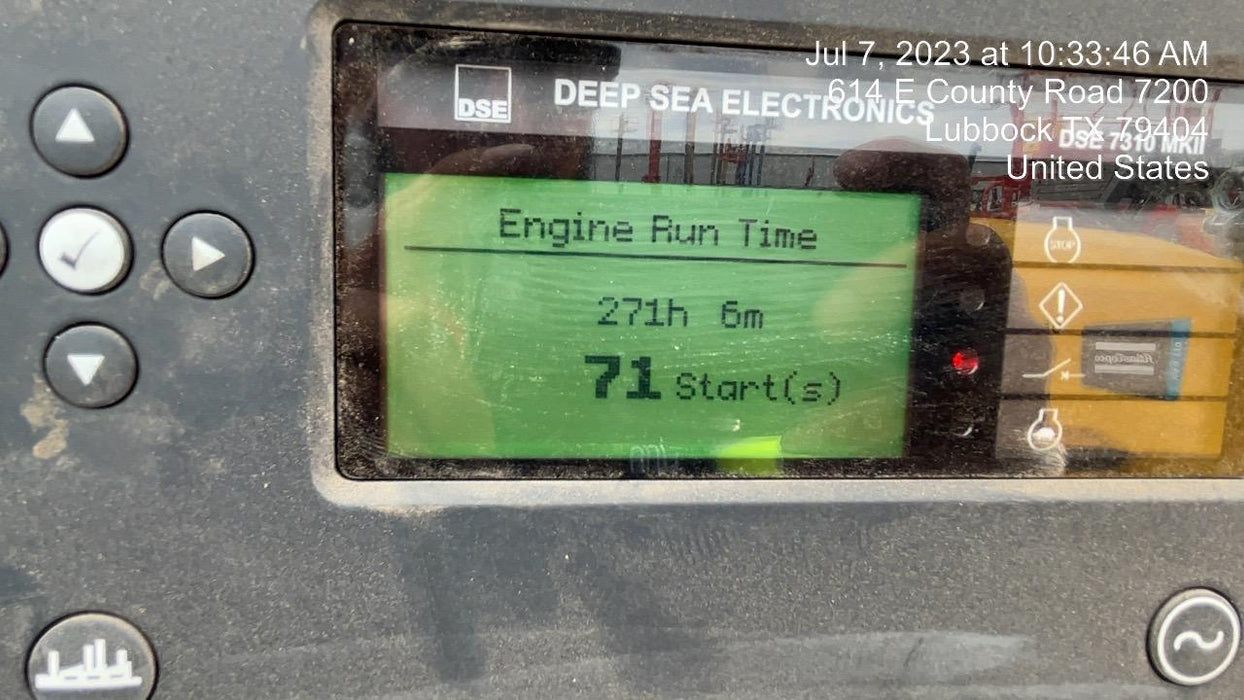 Jul 7, 2023 at 10:33:46 AM
614 E County Road 7200
Lubbock TX 79404
United States
DSE
DEEP SEA ELECTRONICS
DSE 7310 MKII
Engine Run Time
271h 6m
71 Start(s)
STOP